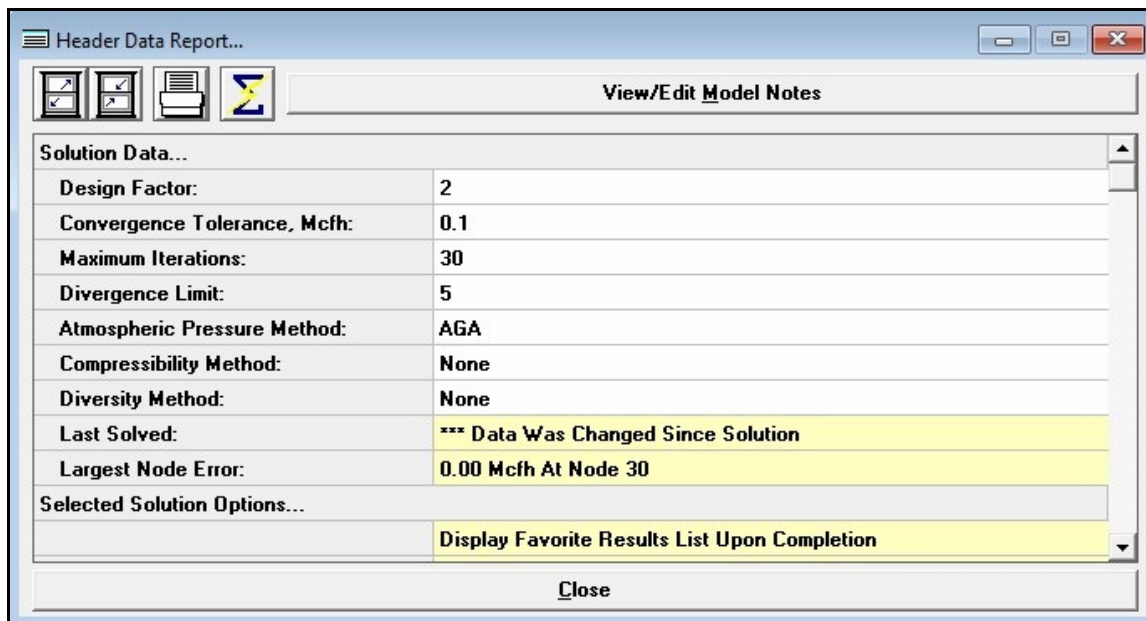 Header Data Report...
View/Edit Model Notes
Solution Data...
Design Factor: 2
Convergence Tolerance, Mcfh: 0.1
Maximum Iterations: 30
Divergence Limit: 5
Atmospheric Pressure Method: AGA
Compressibility Method: None
Diversity Method: None
Last Solved: *** Data Was Changed Since Solution
Largest Node Error: 0.00 Mcfh At Node 30
Selected Solution Options...
Display Favorite Results List Upon Completion
Close